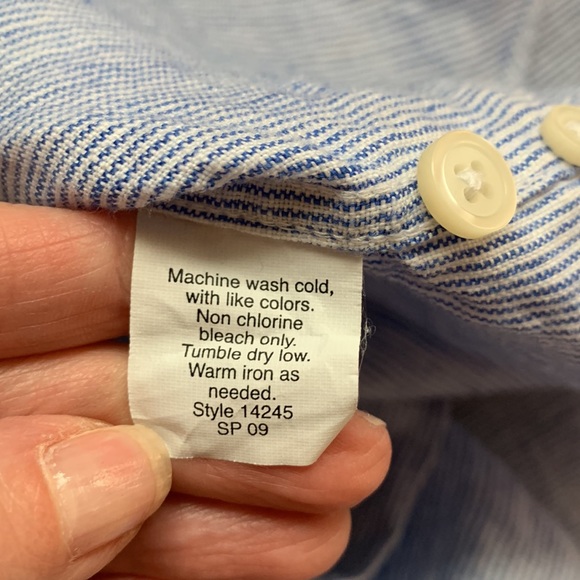 Machine wash cold,
with like colors.
Non chlorine
bleach only.
Tumble dry low.
Warm iron as
needed.
Style 14245
SP 09